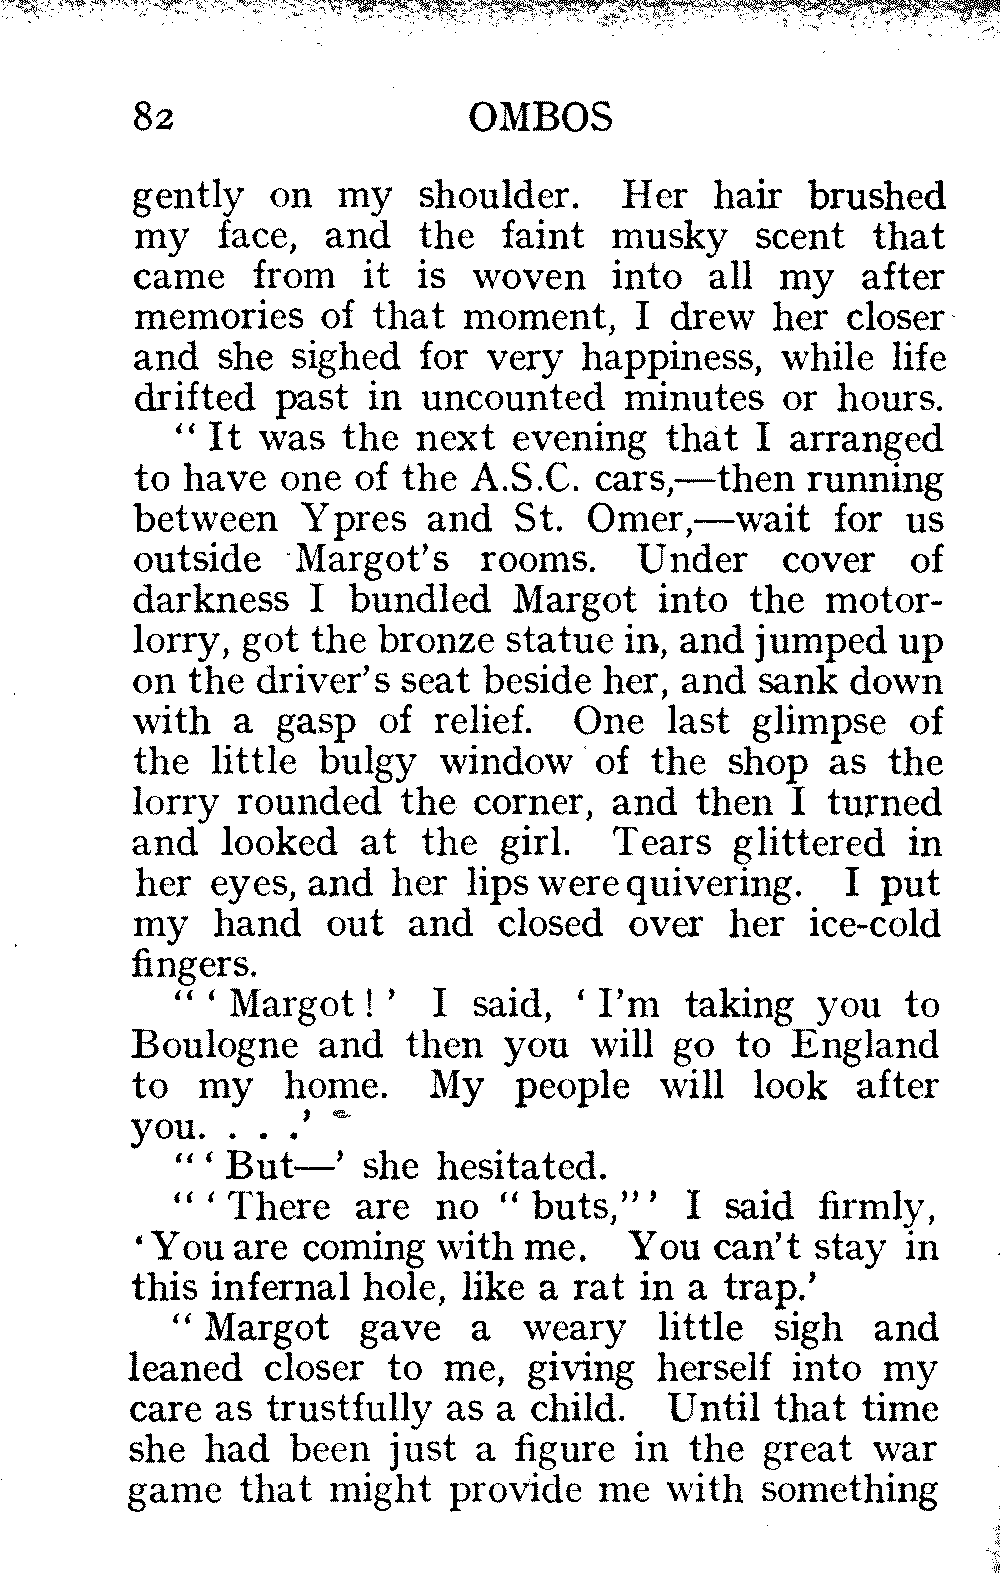 82 OMBOS
gently on my shoulder. Her hair brushed
my face, and the faint musky scent that
came from it is woven into all my after
memories of that moment, I drew her closer
and she sighed for very happiness, while life
drifted past in uncounted minutes or hours.
“ It was the next evening that I arranged
to have one of the A.S.C. cars,—then running
between Ypres and St. Omer,—wait for us
outside Margot’s rooms. Under cover of
darkness I bundled Margot into the motor-
lorry, got the bronze statue in, and jumped up
on the driver’s seat beside her, and sank down
with a gasp of relief. One last glimpse of
the little bulgy window of the shop as the
lorry rounded the corner, and then I turned
and looked at the girl. Tears glittered in
her eyes, and her lips were quivering. I put
my hand out and closed over her ice-cold
fingers.
“ ‘ Margot ! ’ I said, ‘ I’m taking you to
Boulogne and then you will go to England
to my home. My people will look after
you. . . .’
“ ‘ But—’ she hesitated.
“ ‘ There are no “ buts,” ’ I said firmly,
‘ You are coming with me. You can’t stay in
this infernal hole, like a rat in a trap.’
“ Margot gave a weary little sigh and
leaned closer to me, giving herself into my
care as trustfully as a child. Until that time
she had been just a figure in the great war
game that might provide me with something